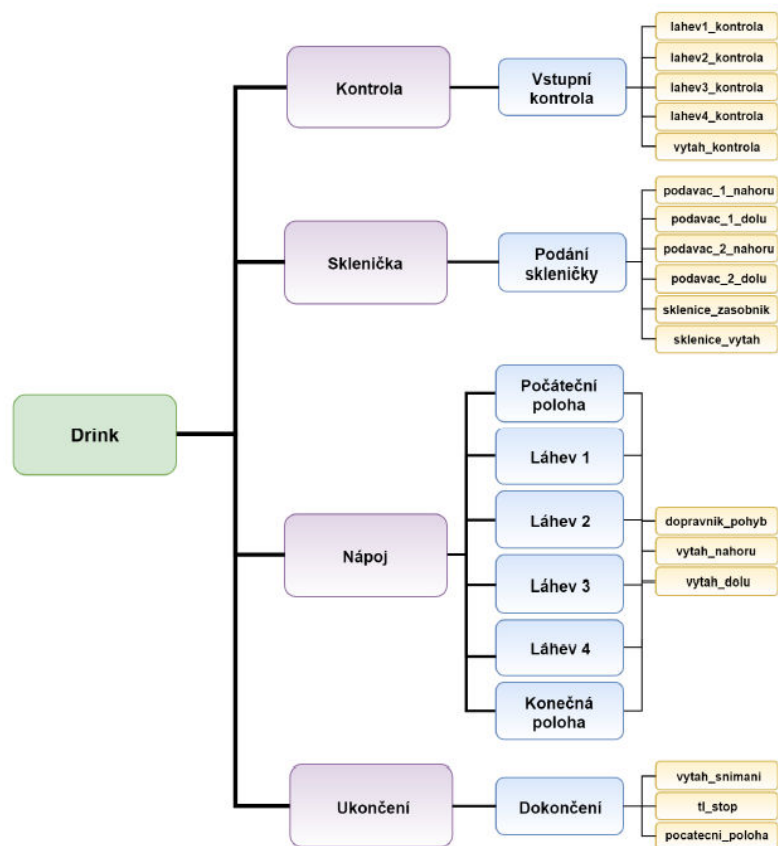 lahev1_kontrola
lahev2_kontrola
Kontrola
Vstupní
kontrola
lahev3_kontrola
lahev4_kontrola
vytah_kontrola
podavac_1_nahoru
podavac_1_dolu
Sklenička
Podání
skleničky
podavac_2_nahoru
podavac_2_dolu
sklenice_zasobnik
sklenice_vytah
Drink
Nápoj
Počáteční
poloha
Láhev 1
Láhev 2
Láhev 3
Láhev 4
Konečná
poloha
dopravnik_pohyb
vytah_nahoru
vytah_dolu
Ukončení
Dokončení
vytah_snimani
tl_stop
pocatecni_poloha